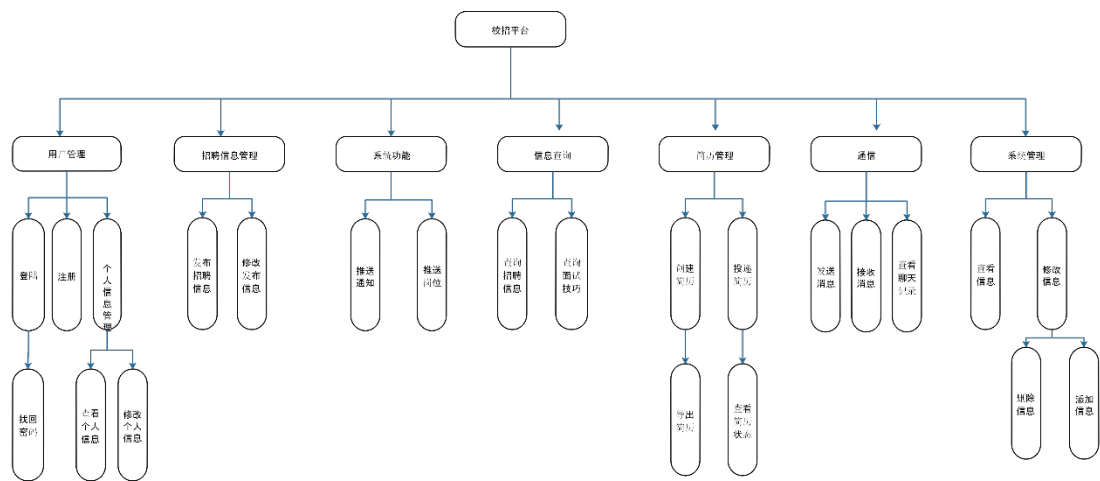 校招平台
用户管理
招聘信息管理
系统功能
信息查询
简历管理
通信
系统管理
登陆
注册
个
人
信
息
管
理
发布
招聘
信息
修改
发布
信息
推送
通知
推送
岗位
查询
招聘
信息
查询
面试
技巧
创建
简历
投递
简历
发送
消息
接收
消息
查看
聊天
记录
查看
信息
修改
信息
找回
密码
查看
个人
信息
修改
个人
信息
导出
简历
查看
简历
状态
删除
信息
添加
信息